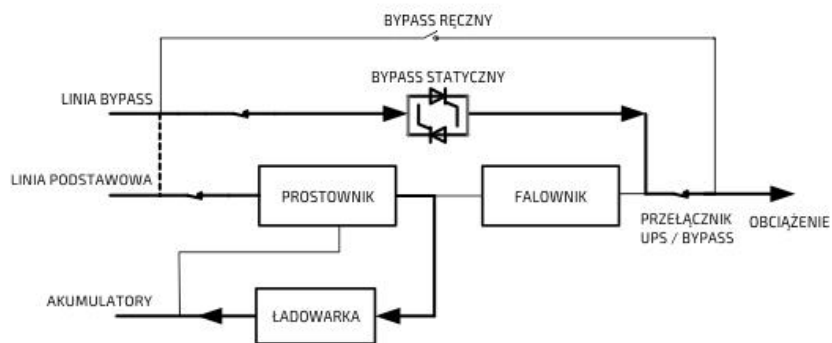 BYPASS RĘCZNY
BYPASS STATYCZNY
LINIA BYPASS
LINIA PODSTAWOWA
PROSTOWNIK
FALOWNIK
PRZEŁĄCZNIK
UPS / BYPASS
OBCIĄŻENIE
AKUMULATORY
ŁADOWARKA